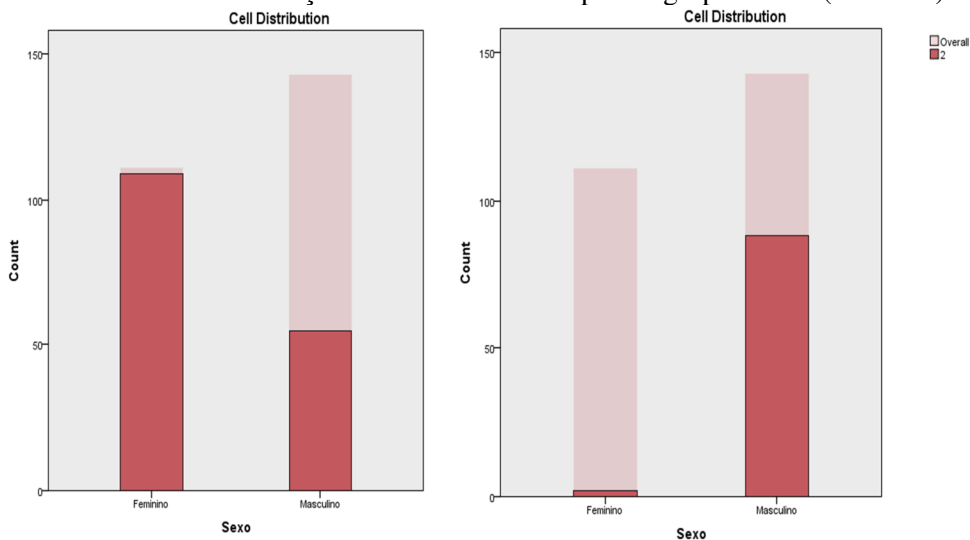 Cell Distribution
150
100
50
0
Count
Feminino
Masculino
Sexo
Cell Distribution
150
100
50
0
Count
Feminino
Masculino
Sexo
Overall
2